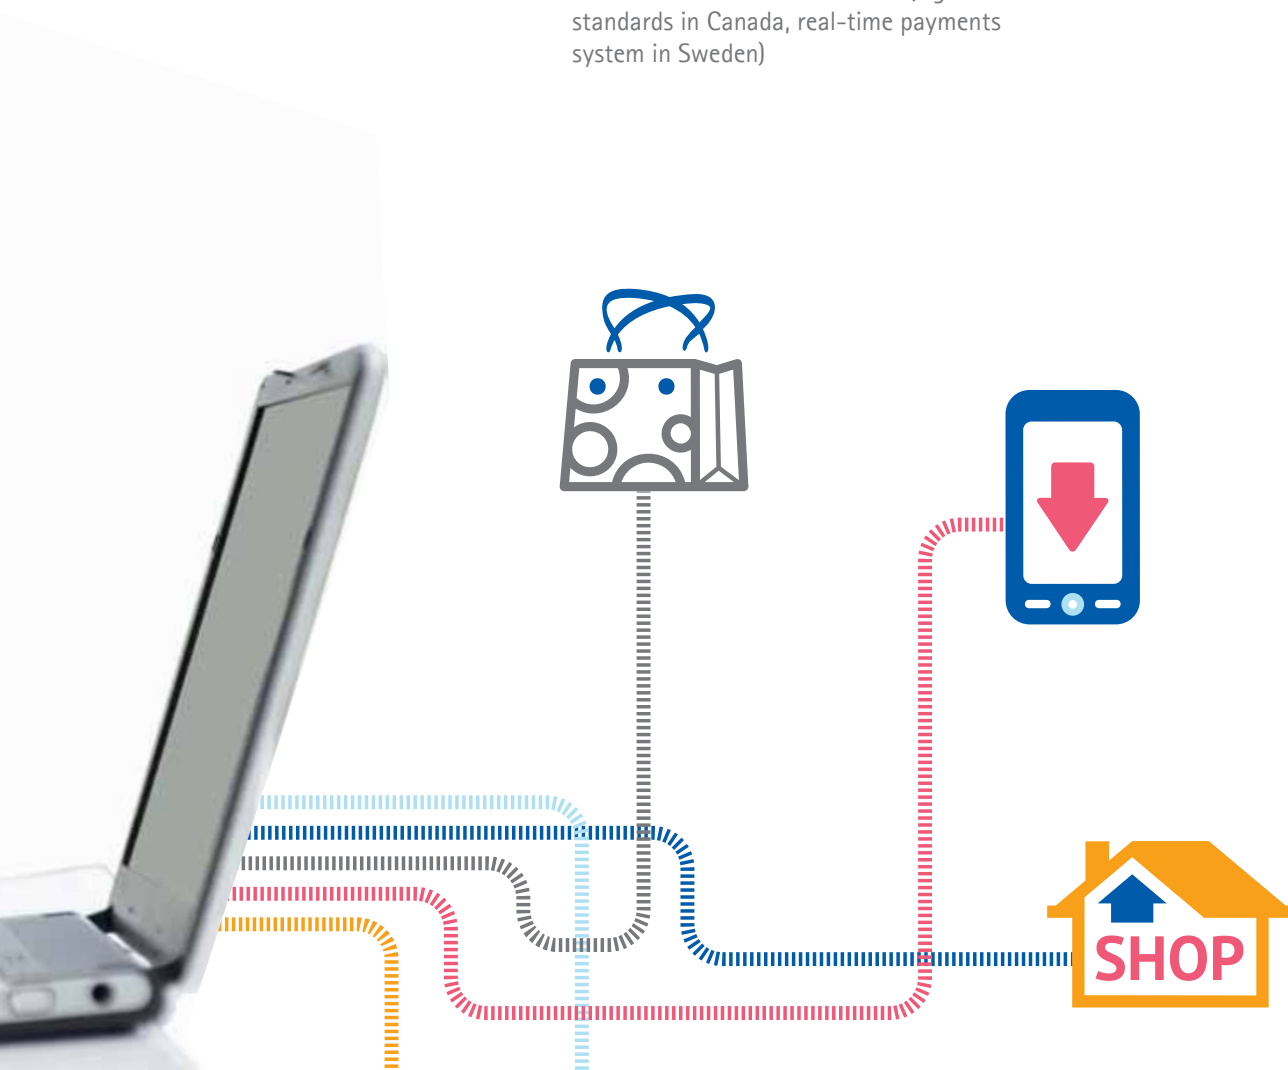 standards in Canada, real-time payments
system in Sweden)
SHOP